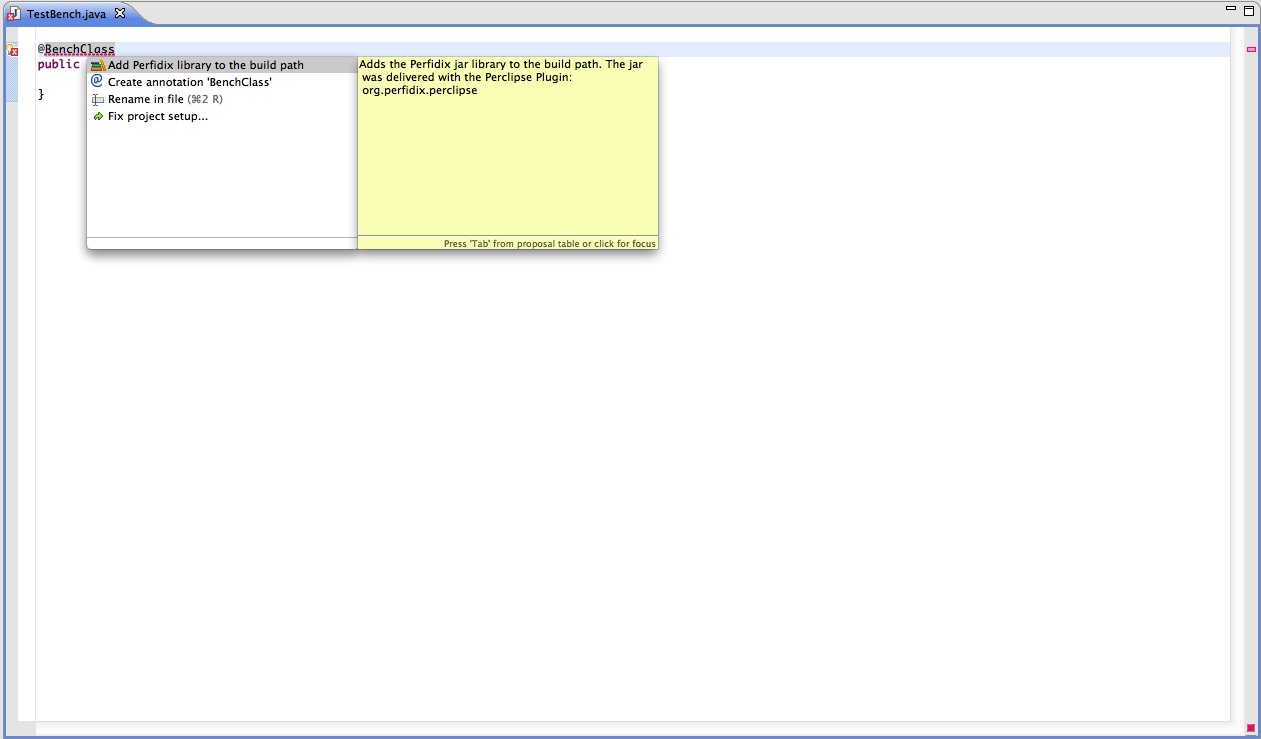 TestBench.java
@BenchClass
public
}
Add Perfidix library to the build path
Create annotation 'BenchClass'
Rename in file (⌘2 R)
Fix project setup...
Adds the Perfidix jar library to the build path. The jar
was delivered with the Perclipse Plugin:
org.perfidix.perclipse
Press 'Tab' from proposal table or click for focus